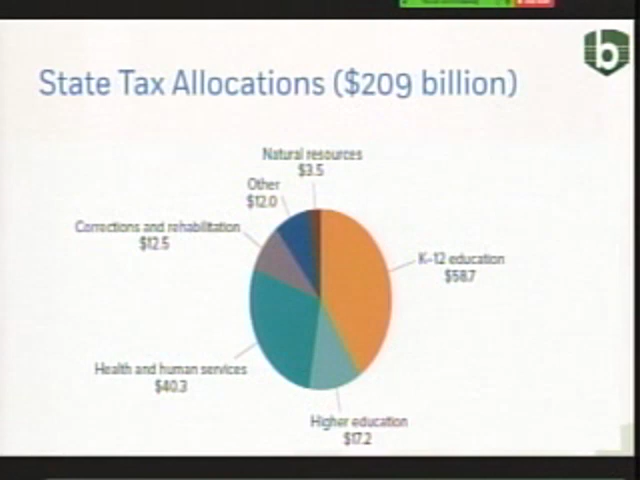 b
State Tax Allocations ($209 billion)
Natural resources
$3.5
Other
$12.0
Corrections and rehabilitation
$12.5
K-12 education
$58.7
Health and human services
$40.3
Higher education
$17.2